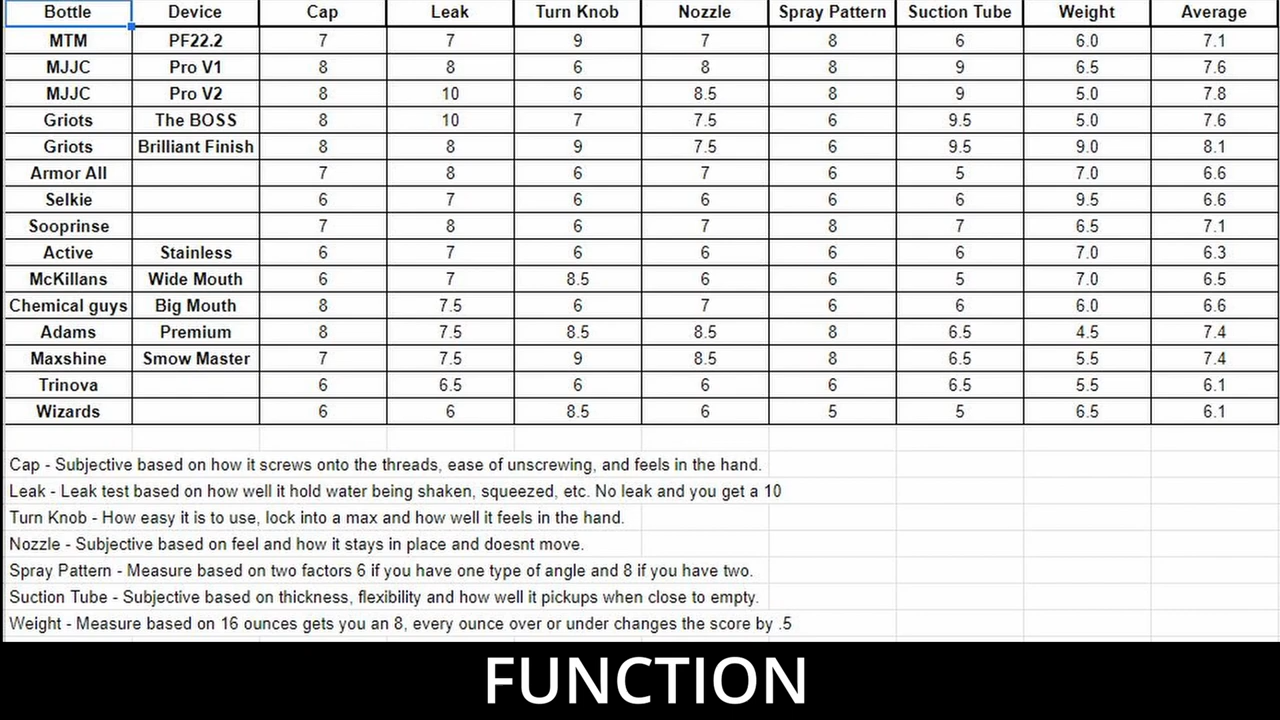 Bottle Device Cap Leak Turn Knob Nozzle Spray Pattern Suction Tube Weight Average
MTM PF22.2 7 7 9 7 8 6 6.0 7.1
MJJC Pro V1 8 8 6 8 8 9 6.5 7.6
MJJC Pro V2 8 10 6 8.5 8 9 5.0 7.8
Griots The BOSS 8 10 7 7.5 6 9.5 5.0 7.6
Griots Brilliant Finish 8 8 9 7.5 6 9.5 9.0 8.1
Armor All 7 8 6 7 6 5 7.0 6.6
Selkie 6 7 6 6 6 6 9.5 6.6
Sooprinse 7 8 6 7 8 7 6.5 7.1
Active Stainless 6 7 6 6 6 6 7.0 6.3
McKillans Wide Mouth 6 7 8.5 6 6 5 7.0 6.5
Chemical guys Big Mouth 8 7.5 6 7 6 6 6.0 6.6
Adams Premium 8 7.5 8.5 8.5 8 6.5 4.5 7.4
Maxshine Smow Master 7 7.5 9 8.5 8 6.5 5.5 7.4
Trinova 6 6.5 6 6 6 6.5 5.5 6.1
Wizards 6 6 8.5 6 5 5 6.5 6.1
Cap - Subjective based on how it screws onto the threads, ease of unscrewing, and feels in the hand.
Leak - Leak test based on how well it hold water being shaken, squeezed, etc. No leak and you get a 10
Turn Knob - How easy it is to use, lock into a max and how well it feels in the hand.
Nozzle - Subjective based on feel and how it stays in place and doesnt move.
Spray Pattern - Measure based on two factors 6 if you have one type of angle and 8 if you have two.
Suction Tube - Subjective based on thickness, flexibility and how well it pickups when close to empty.
Weight - Measure based on 16 ounces gets you an 8, every ounce over or under changes the score by .5
FUNCTION